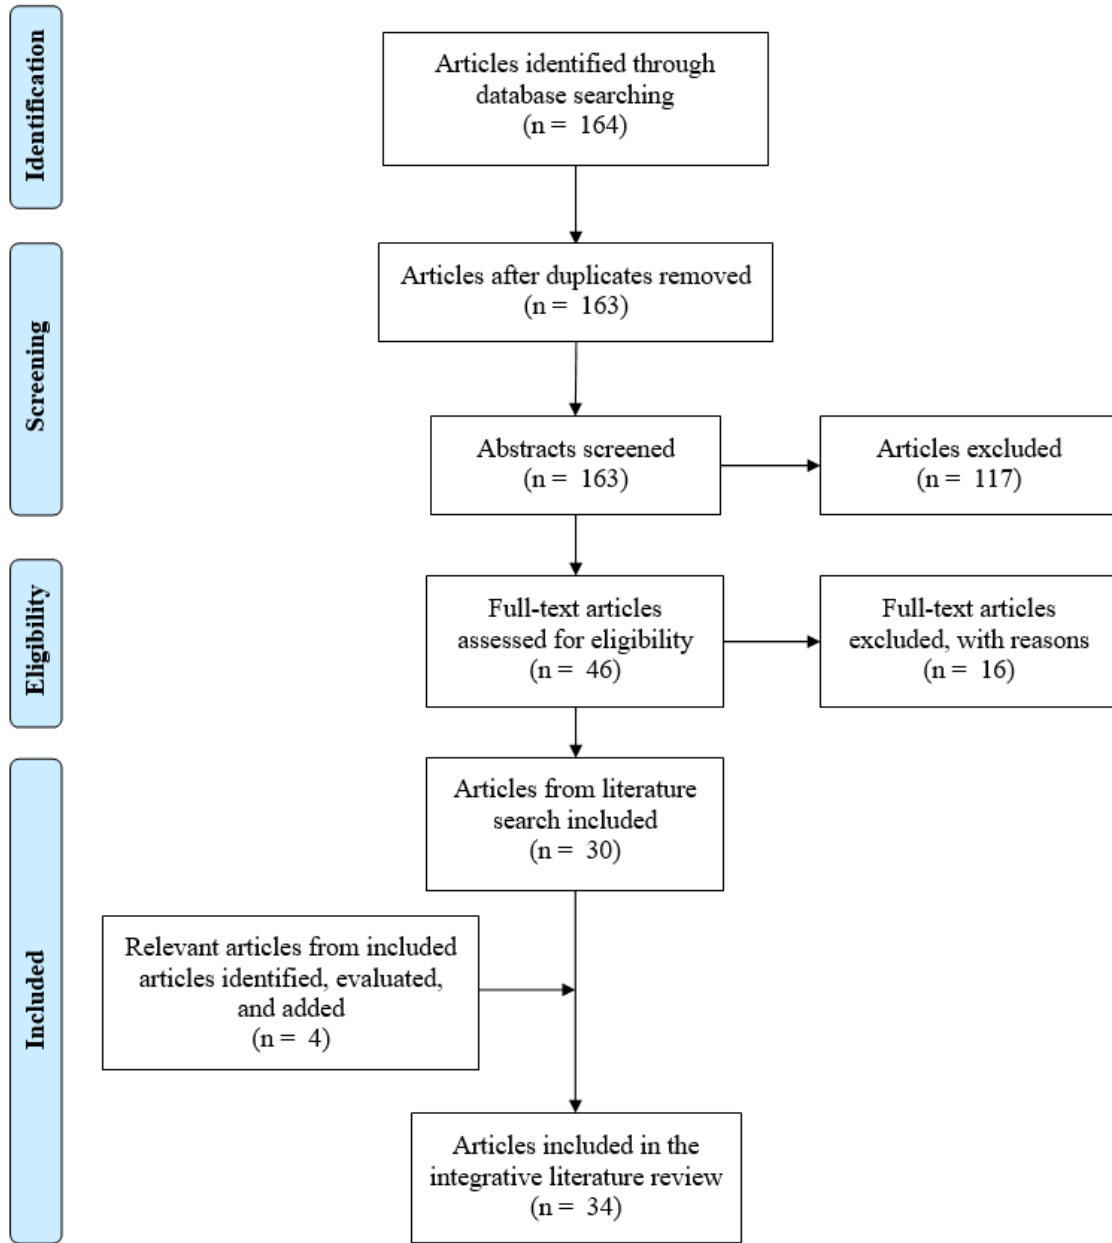 Identification
Articles identified through
database searching
(n = 164)
Screening
Articles after duplicates removed
(n = 163)
Abstracts screened
(n = 163)
Articles excluded
(n = 117)
Eligibility
Full-text articles
assessed for eligibility
(n = 46)
Full-text articles
excluded, with reasons
(n = 16)
Included
Articles from literature
search included
(n = 30)
Relevant articles from included
articles identified, evaluated,
and added
(n = 4)
Articles included in the
integrative literature review
(n = 34)